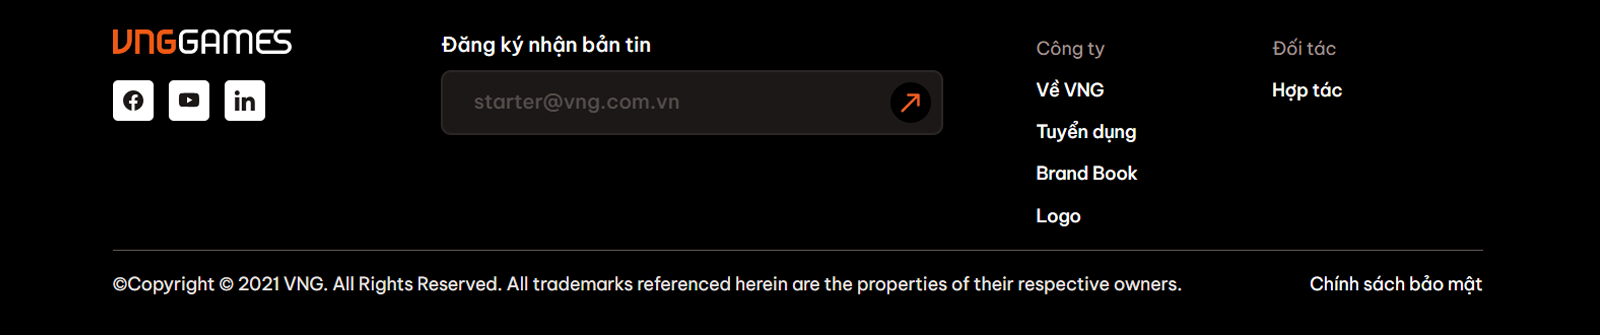 VNGGAMES
Đăng ký nhận bản tin
starter@vng.com.vn
Công ty
Về VNG
Tuyển dụng
Brand Book
Logo
Đối tác
Hợp tác
©Copyright © 2021 VNG. All Rights Reserved. All trademarks referenced herein are the properties of their respective owners.
Chính sách bảo mật